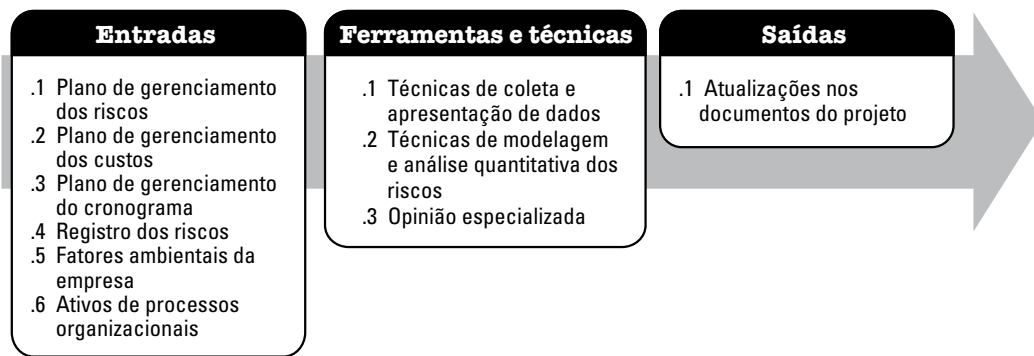 Entradas
.1 Plano de gerenciamento
dos riscos
.2 Plano de gerenciamento
dos custos
.3 Plano de gerenciamento
do cronograma
.4 Registro dos riscos
.5 Fatores ambientais da
empresa
.6 Ativos de processos
organizacionais
Ferramentas e técnicas
.1 Técnicas de coleta e
apresentação de dados
.2 Técnicas de modelagem
e análise quantitativa dos
riscos
.3 Opinião especializada
Saídas
.1 Atualizações nos
documentos do projeto